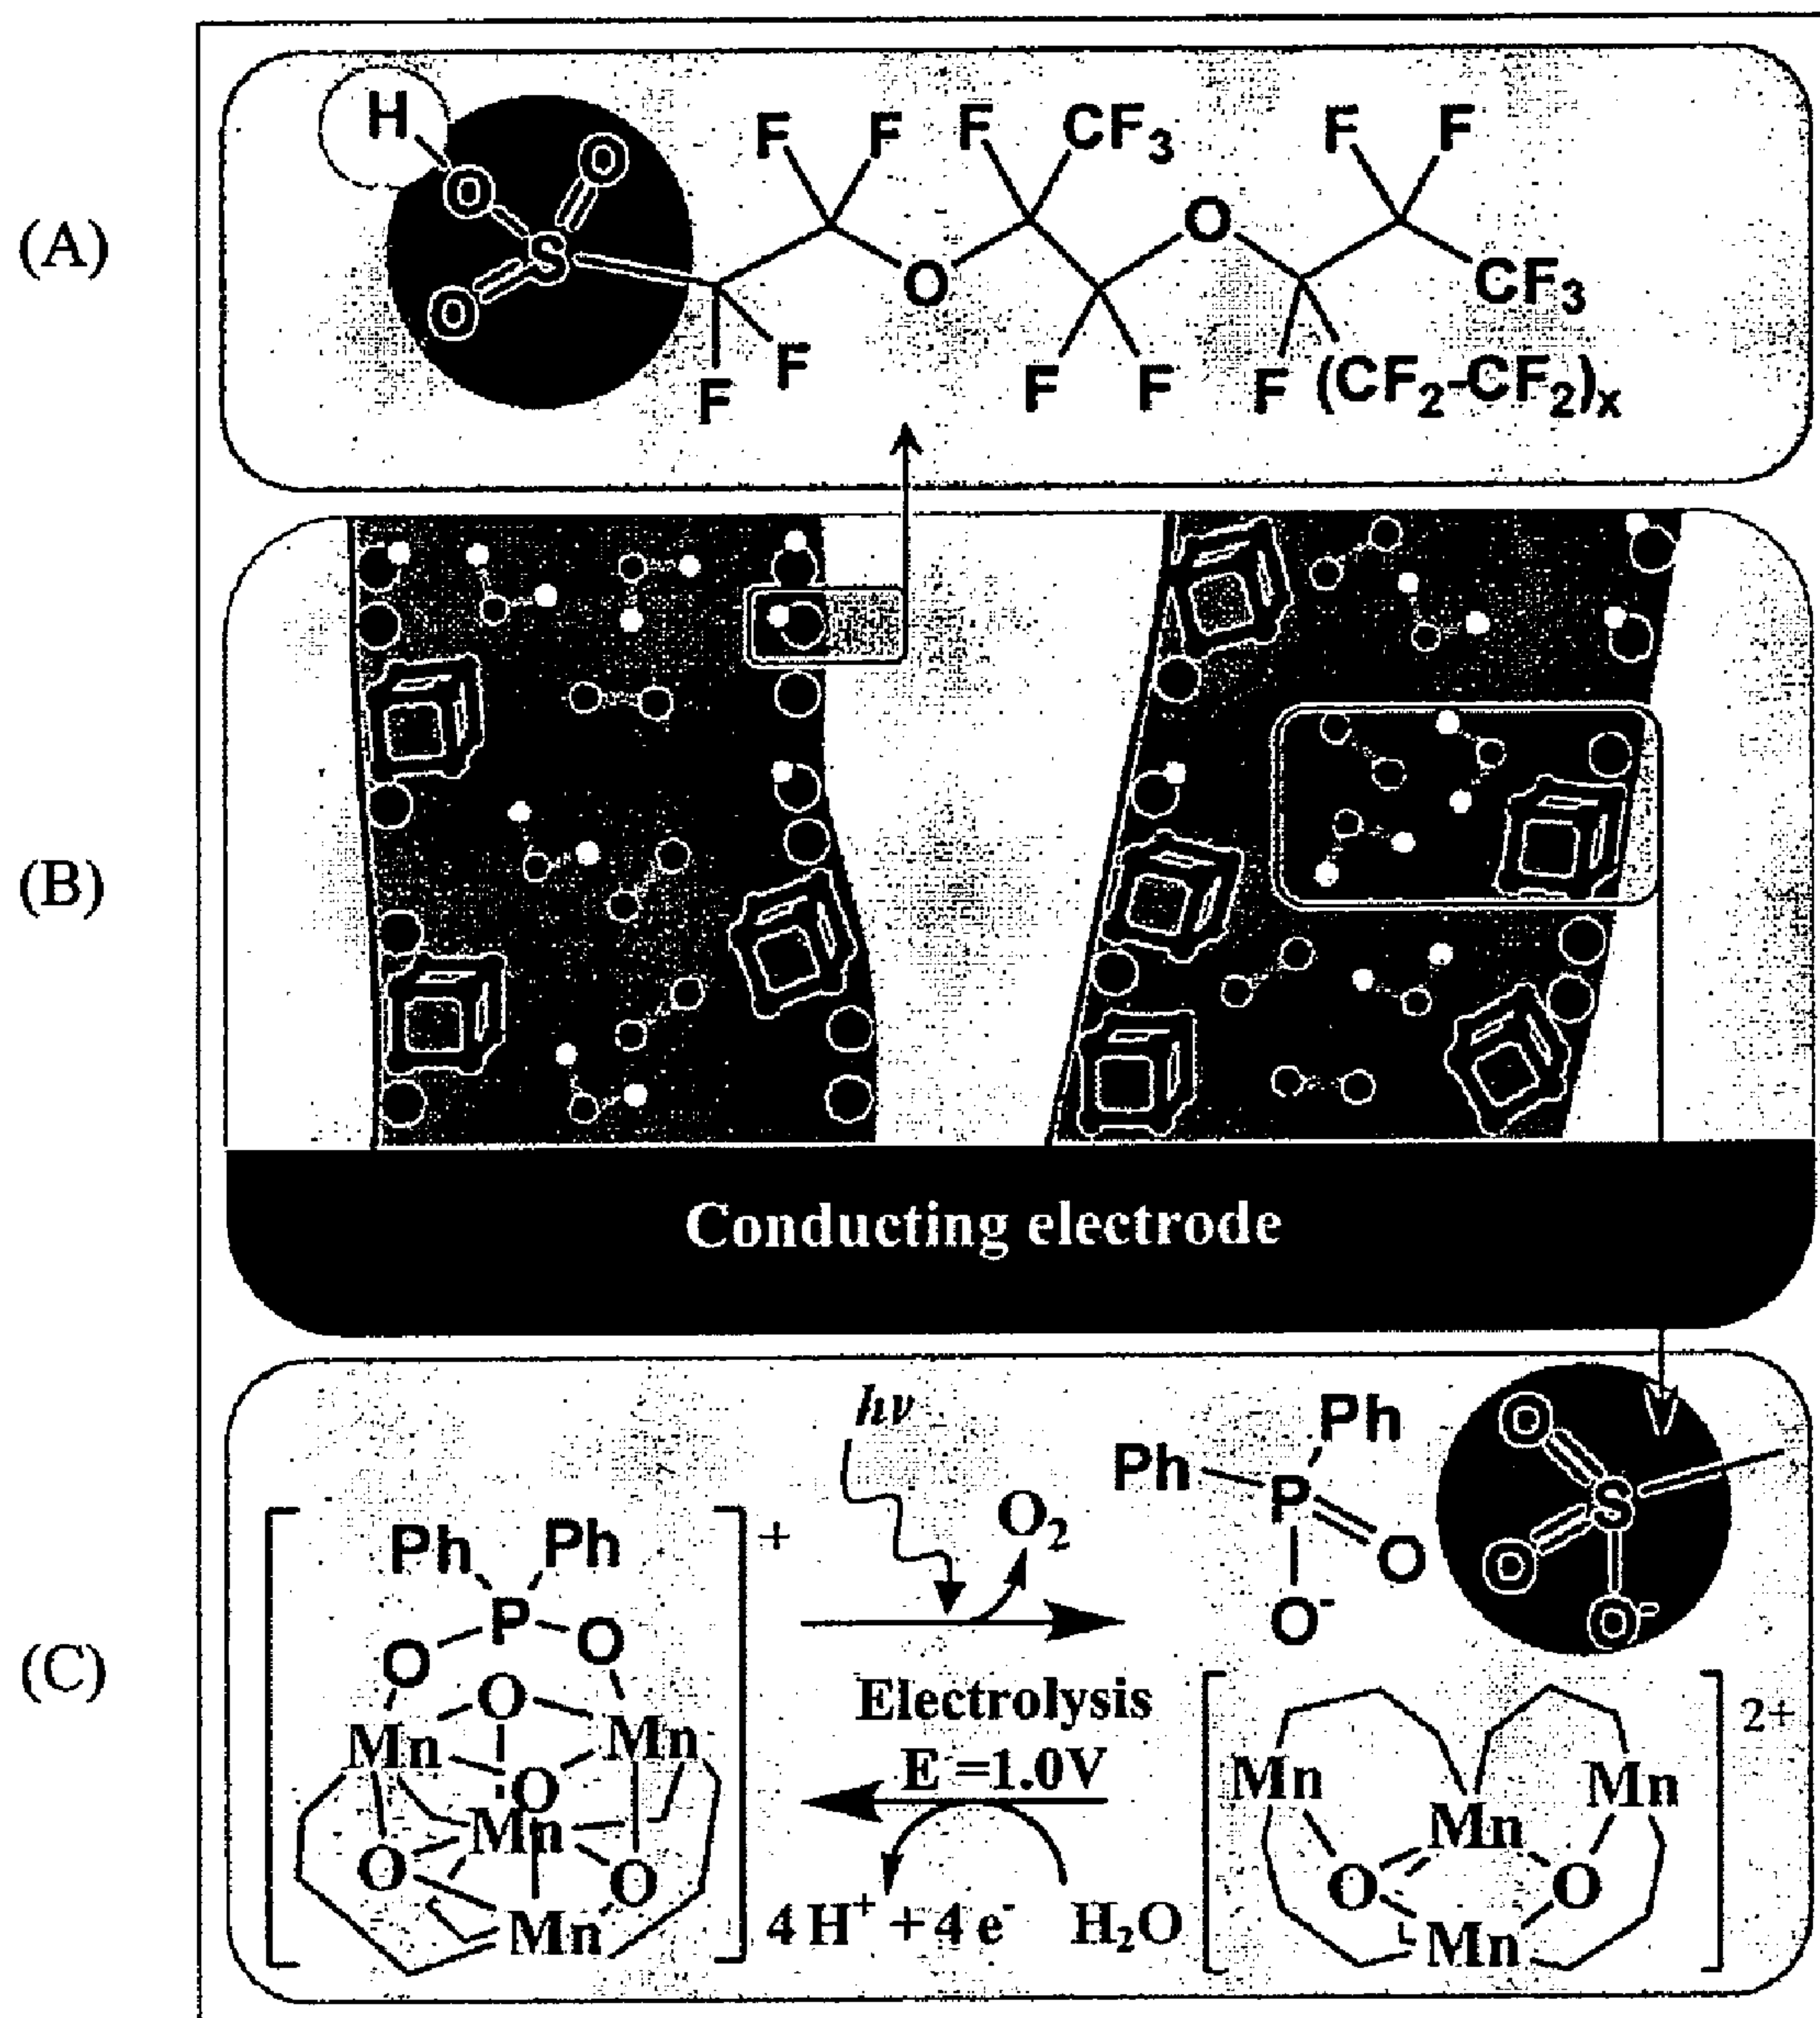 (A)
H
O
O
S
O
F
F
F
CF3
F
F
O
O
CF3
F
F
F
F
F
(CF2-CF2)x
(B)
Conducting electrode
(C)
hν
O2
Ph
Ph
P
O
O-
O
S
O
O-
Ph
Ph
+
P
O
O
O
Mn
Mn
O
Mn
O
O
Mn
Electrolysis
E =1.0V
4 H+ + 4 e-
H2O
2+
Mn
Mn
Mn
O
O
Mn